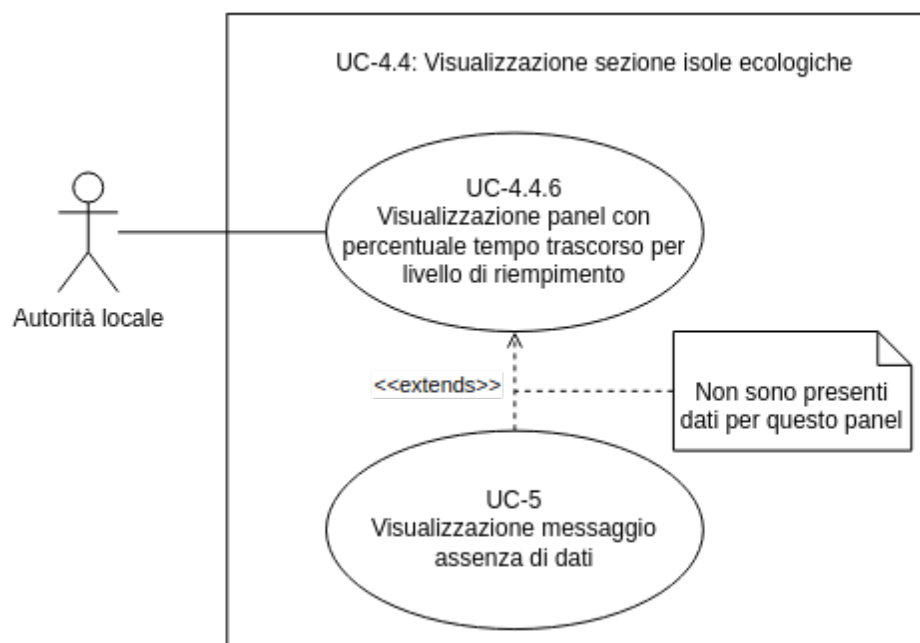 UC-4.4: Visualizzazione sezione isole ecologiche
UC-4.4.6
Visualizzazione panel con
percentuale tempo trascorso per
livello di riempimento
Autorità locale
<<extends>>
Non sono presenti
dati per questo panel
UC-5
Visualizzazione messaggio
assenza di dati